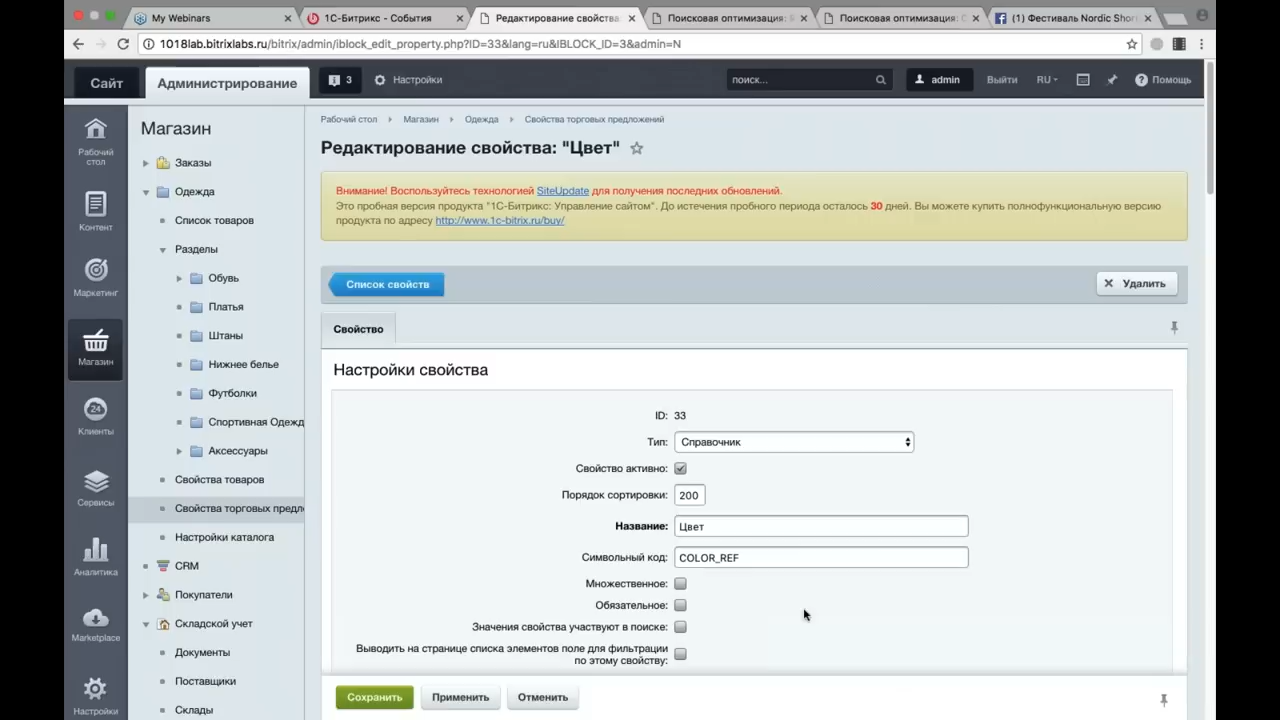 My Webinars
1С-Битрикс - События
Редактирование свойства:
Поисковая оптимизация:
Поисковая оптимизация:
(1) Фестиваль Nordic Shor
1018lab.bitrixlabs.ru/bitrix/admin/iblock_edit_property.php?ID=33&lang=ru&IBLOCK_ID=3&admin=N
Сайт
Администрирование
3
Настройки
поиск...
admin
Выйти
RU
Помощь
Рабочий стол
Контент
Маркетинг
Магазин
24
Клиенты
Сервисы
Аналитика
Marketplace
Настройки
Магазин
Заказы
Одежда
Список товаров
Разделы
Обувь
Платья
Штаны
Нижнее белье
Футболки
Спортивная Одежд
Аксессуары
Свойства товаров
Свойства торговых предл
Настройки каталога
CRM
Покупатели
Складской учет
Документы
Поставщики
Склады
Рабочий стол Магазин Одежда Свойства торговых предложений
Редактирование свойства: "Цвет"
Внимание! Воспользуйтесь технологией SiteUpdate для получения последних обновлений.
Это пробная версия продукта "1С-Битрикс: Управление сайтом". До истечения пробного периода осталось 30 дней. Вы можете купить полнофункциональную версию
продукта по адресу http://www.1c-bitrix.ru/buy/
Список свойств
Удалить
Свойство
Настройки свойства
ID: 33
Тип: Справочник
Свойство активно:
Порядок сортировки: 200
Название: Цвет
Символьный код: COLOR_REF
Множественное:
Обязательное:
Значения свойства участвуют в поиске:
Выводить на странице списка элементов поле для фильтрации
по этому свойству:
Сохранить
Применить
Отменить